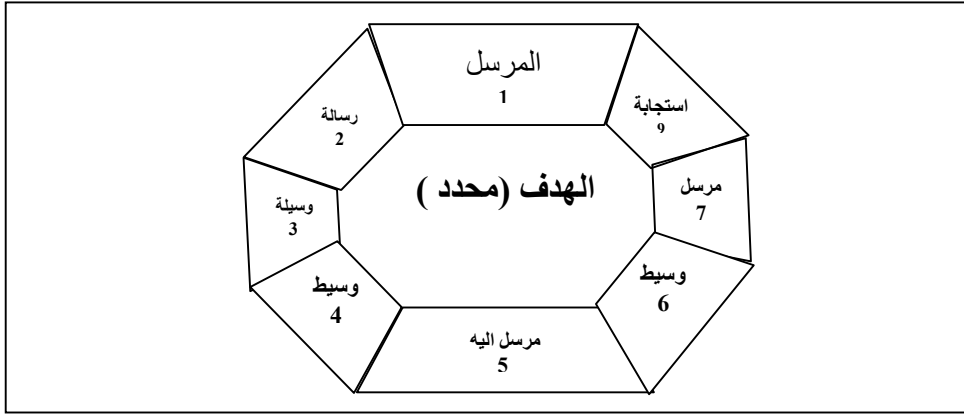 المرسل
1
رسالة
2
وسيلة
3
وسيط
4
مرسل اليه
5
وسيط
6
مرسل
7
استجابة
9
الهدف (محدد )